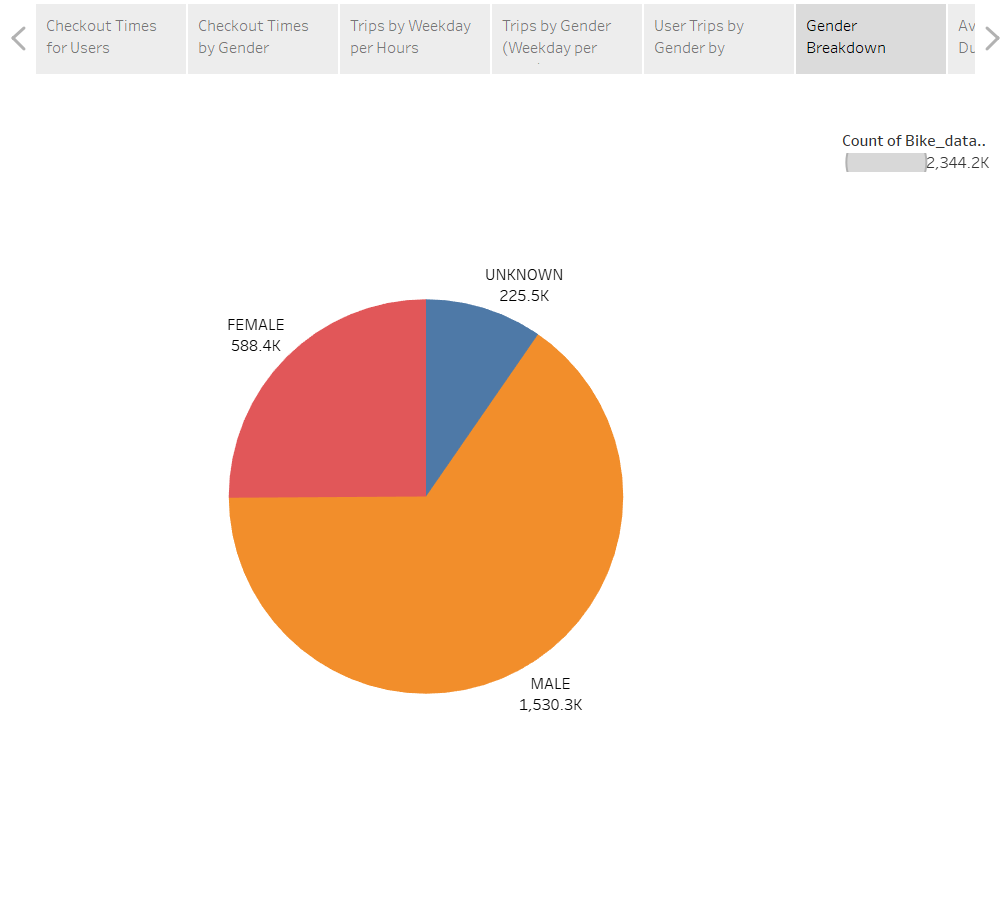 Checkout Times
for Users
Checkout Times
by Gender
Trips by Weekday
per Hours
Trips by Gender
(Weekday per
User Trips by
Gender by
Gender
Breakdown
Av
Du
Count of Bike_data..
2,344.2K
UNKNOWN
225.5K
FEMALE
588.4K
MALE
1,530.3K